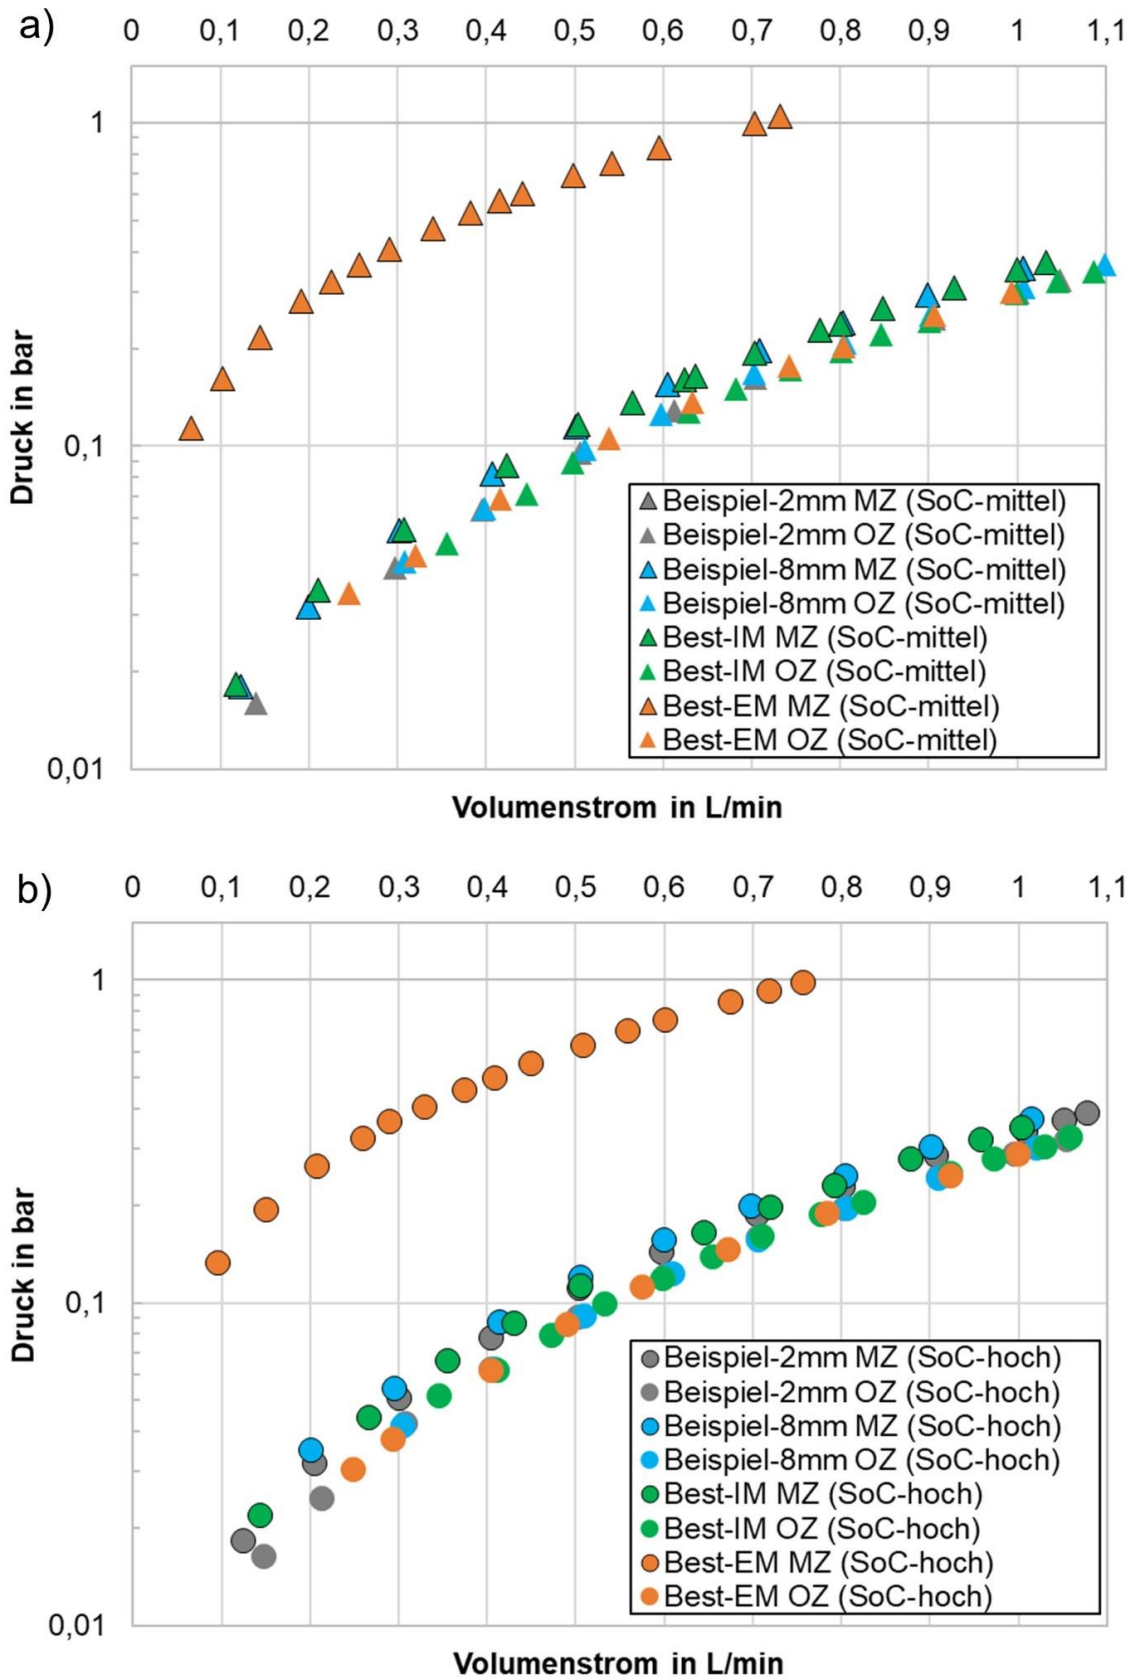 a)
0 0,1 0,2 0,3 0,4 0,5 0,6 0,7 0,8 0,9 1 1,1
1
0,1
0,01
Druck in bar
Beispiel-2mm MZ (SoC-mittel)
Beispiel-2mm OZ (SoC-mittel)
Beispiel-8mm MZ (SoC-mittel)
Beispiel-8mm OZ (SoC-mittel)
Best-IM MZ (SoC-mittel)
Best-IM OZ (SoC-mittel)
Best-EM MZ (SoC-mittel)
Best-EM OZ (SoC-mittel)
Volumenstrom in L/min
b)
0 0,1 0,2 0,3 0,4 0,5 0,6 0,7 0,8 0,9 1 1,1
1
0,1
0,01
Druck in bar
Beispiel-2mm MZ (SoC-hoch)
Beispiel-2mm OZ (SoC-hoch)
Beispiel-8mm MZ (SoC-hoch)
Beispiel-8mm OZ (SoC-hoch)
Best-IM MZ (SoC-hoch)
Best-IM OZ (SoC-hoch)
Best-EM MZ (SoC-hoch)
Best-EM OZ (SoC-hoch)
Volumenstrom in L/min